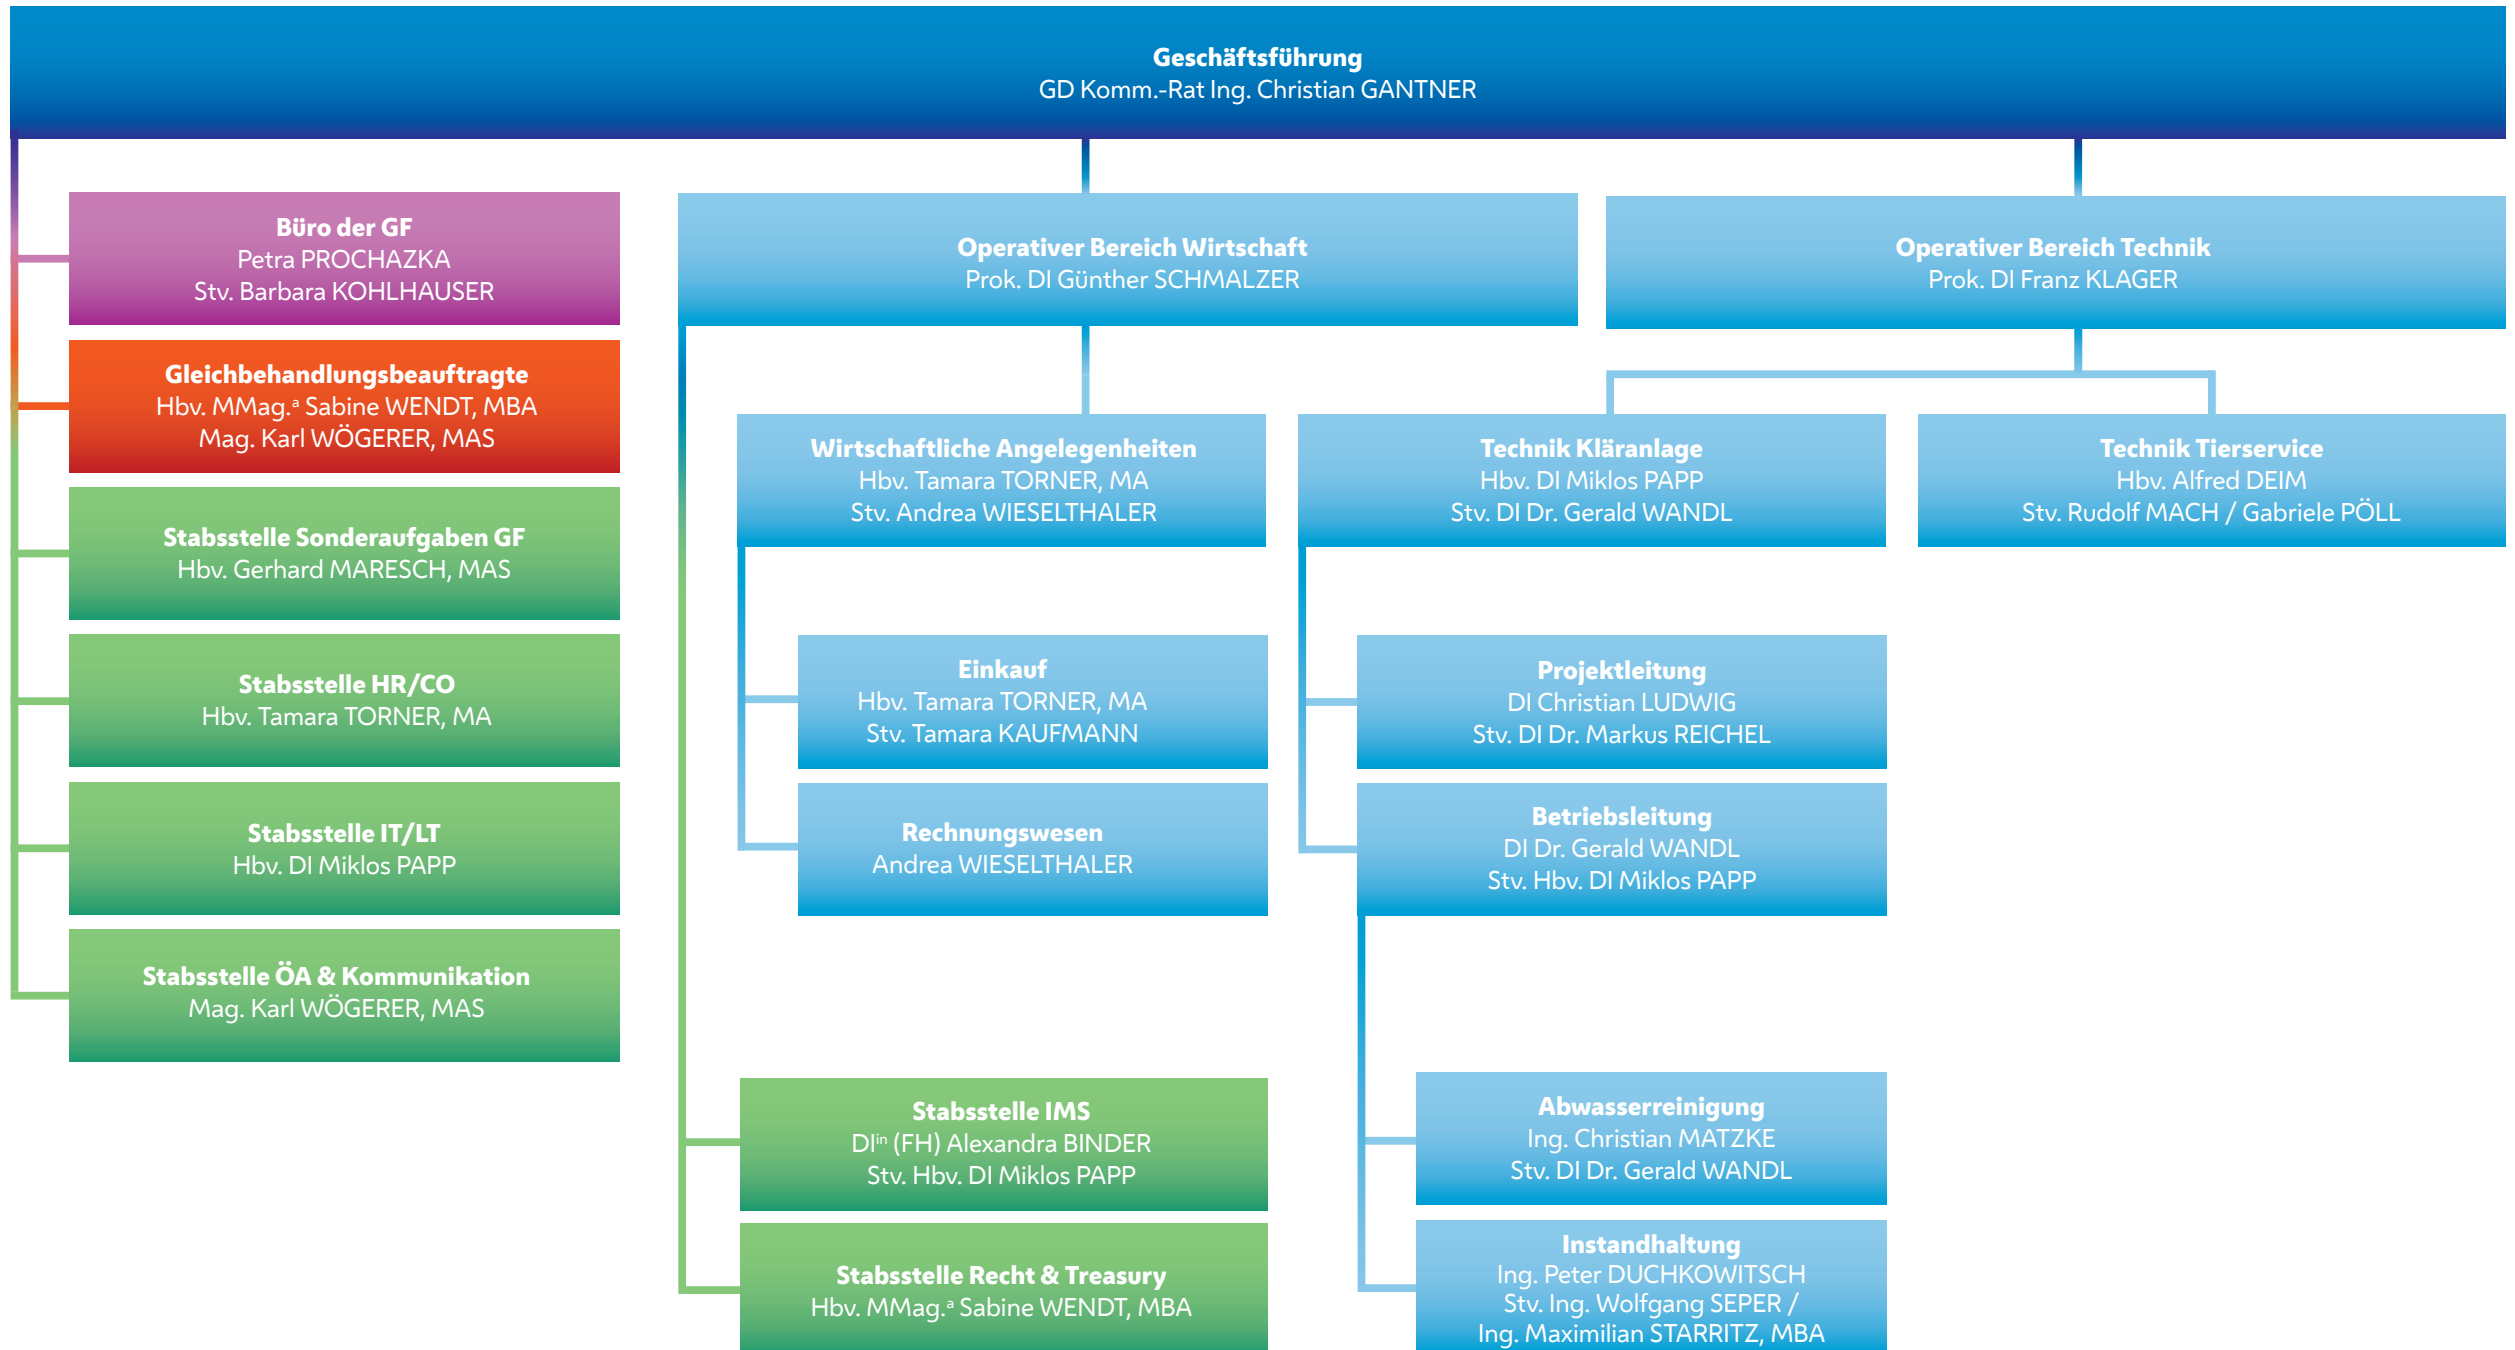 Geschäftsführung
GD Komm.-Rat Ing. Christian GANTNER
Büro der GF
Petra PROCHAZKA
Stv. Barbara KOHLHAUSER
Gleichbehandlungsbeauftragte
Hbv. MMag.ᵃ Sabine WENDT, MBA
Mag. Karl WÖGERER, MAS
Stabsstelle Sonderaufgaben GF
Hbv. Gerhard MARESCH, MAS
Stabsstelle HR/CO
Hbv. Tamara TORNER, MA
Stabsstelle IT/LT
Hbv. DI Miklos PAPP
Stabsstelle ÖA & Kommunikation
Mag. Karl WÖGERER, MAS
Operativer Bereich Wirtschaft
Prok. DI Günther SCHMALZER
Wirtschaftliche Angelegenheiten
Hbv. Tamara TORNER, MA
Stv. Andrea WIESELTHALER
Einkauf
Hbv. Tamara TORNER, MA
Stv. Tamara KAUFMANN
Rechnungswesen
Andrea WIESELTHALER
Stabsstelle IMS
DIⁱⁿ (FH) Alexandra BINDER
Stv. Hbv. DI Miklos PAPP
Stabsstelle Recht & Treasury
Hbv. MMag.ᵃ Sabine WENDT, MBA
Operativer Bereich Technik
Prok. DI Franz KLAGER
Technik Kläranlage
Hbv. DI Miklos PAPP
Stv. DI Dr. Gerald WANDL
Projektleitung
DI Christian LUDWIG
Stv. DI Dr. Markus REICHEL
Betriebsleitung
DI Dr. Gerald WANDL
Stv. Hbv. DI Miklos PAPP
Abwasserreinigung
Ing. Christian MATZKE
Stv. DI Dr. Gerald WANDL
Instandhaltung
Ing. Peter DUCHKOWITSCH
Stv. Ing. Wolfgang SEPER /
Ing. Maximilian STARRITZ, MBA
Technik Tierservice
Hbv. Alfred DEIM
Stv. Rudolf MACH / Gabriele PÖLL